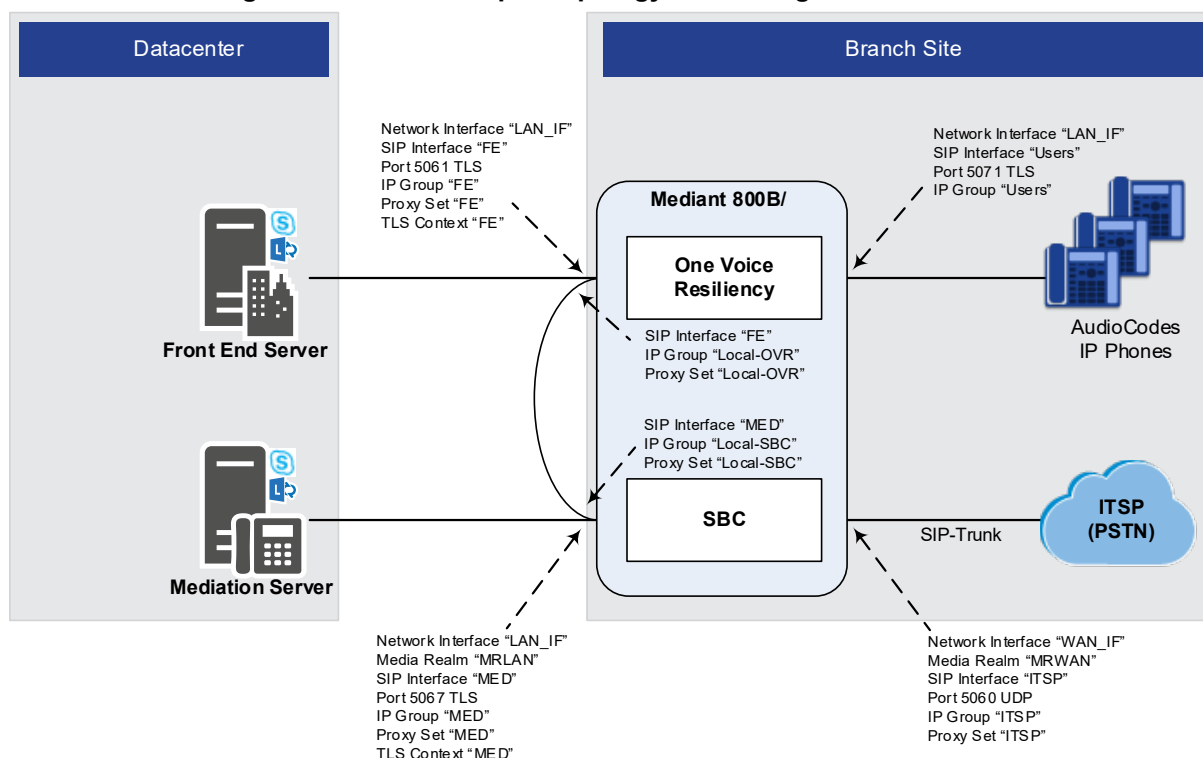 Datacenter
Branch Site
Network Interface “LAN_IF”
SIP Interface “FE”
Port 5061 TLS
IP Group “FE”
Proxy Set “FE”
TLS Context “FE”
Network Interface “LAN_IF”
SIP Interface “Users”
Port 5071 TLS
IP Group “Users”
Mediant 800B/
One Voice
Resiliency
Front End Server
SIP Interface “FE”
IP Group “Local-OVR”
Proxy Set “Local-OVR”
AudioCodes
IP Phones
SIP Interface “MED”
IP Group “Local-SBC”
Proxy Set “Local-SBC”
SBC
Mediation Server
SIP-Trunk
ITSP
(PSTN)
Network Interface “LAN_IF”
Media Realm “MRLAN”
SIP Interface “MED”
Port 5067 TLS
IP Group “MED”
Proxy Set “MED”
TLS Context “MED”
Network Interface “WAN_IF”
Media Realm “MRWAN”
SIP Interface “ITSP”
Port 5060 UDP
IP Group “ITSP”
Proxy Set “ITSP”